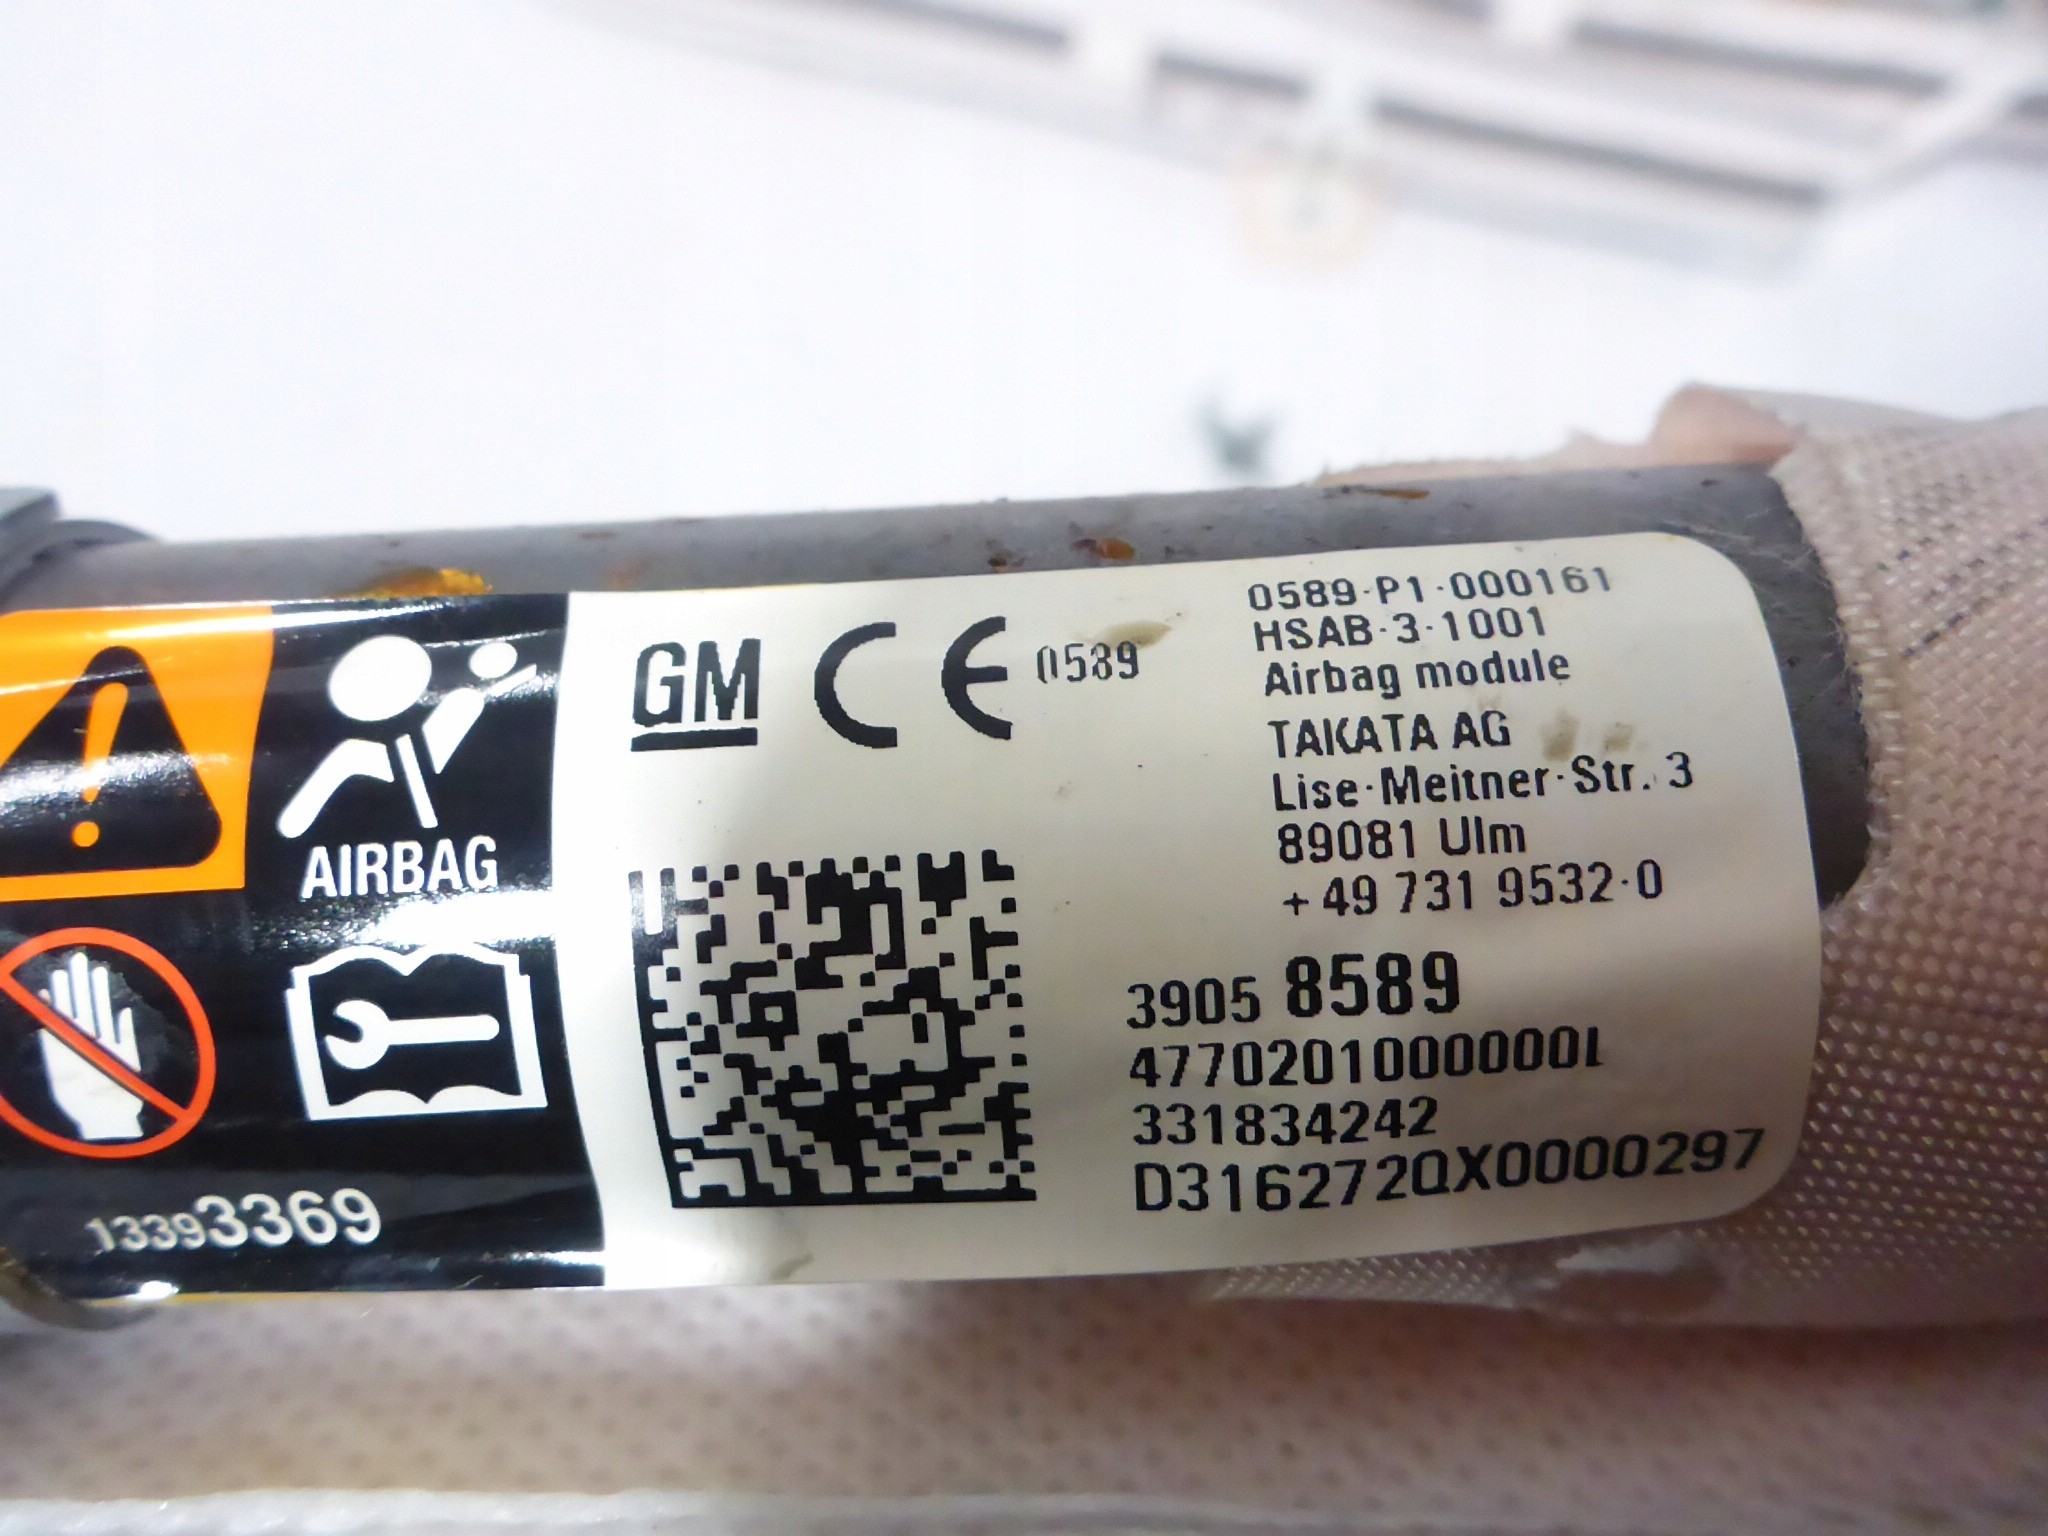 AIRBAG
13393369
GM CE 0589
0589-P1-000161
HSAB-3-1001
Airbag module
TAKATA AG
Lise-Meitner-Str. 3
89081 Ulm
+49 731 9532-0
3905 8589
4770201000000L
331834242
D316272QX0000297